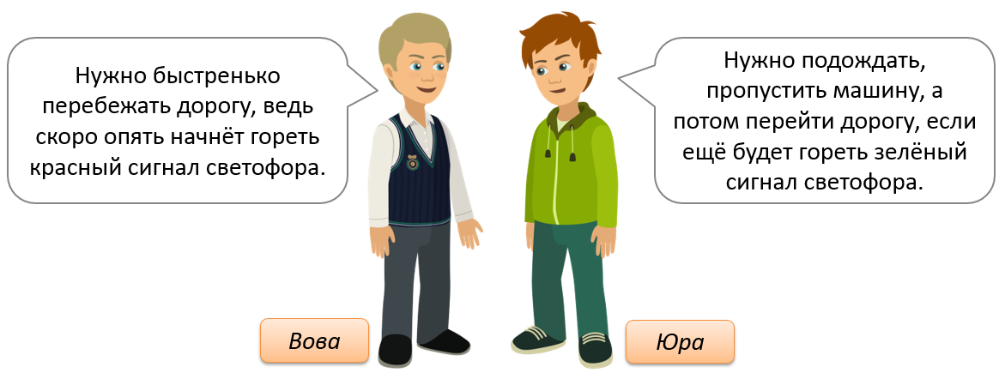 Нужно быстренько
перебежать дорогу, ведь
скоро опять начнёт гореть
красный сигнал светофора.
Нужно подождать,
пропустить машину, а
потом перейти дорогу, если
ещё будет гореть зелёный
сигнал светофора.
Вова
Юра